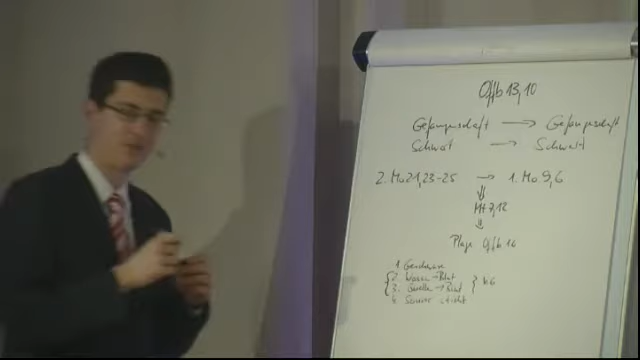 Offb 13,10
Gefangenschaft → Gefangenschaft
Schwert → Schwert
2. Mo 21,23-25 → 1. Mo. 9,6
⇓
Mt 7,12
⇓
Plage Offb 16
1. Geschwüre
2. Wasser → Blut
3. Quellen → Blut
4. Sonne sticht